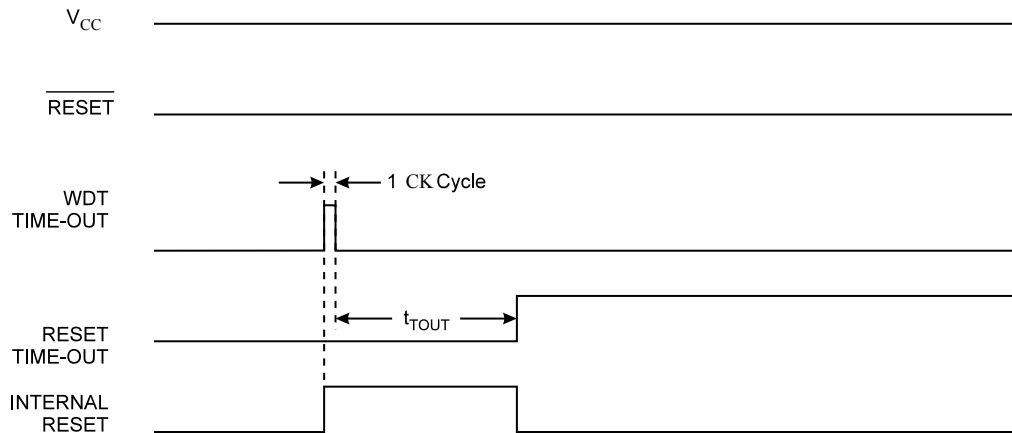 VCC
RESET
1 CK Cycle
WDT
TIME-OUT
tTOUT
RESET
TIME-OUT
INTERNAL
RESET